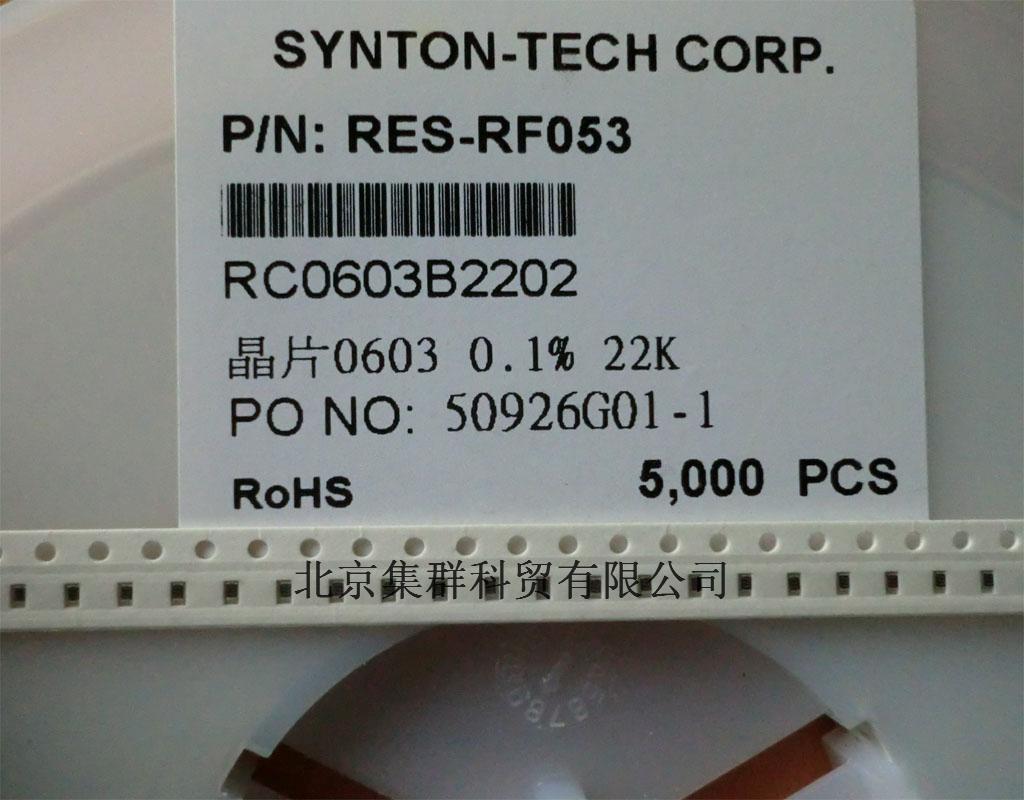 SYNTON-TECH CORP.
P/N: RES-RF053
RC0603B2202
晶片0603 0.1% 22K
PO NO: 50926G01-1
RoHS 5,000 PCS
北京集群科贸有限公司